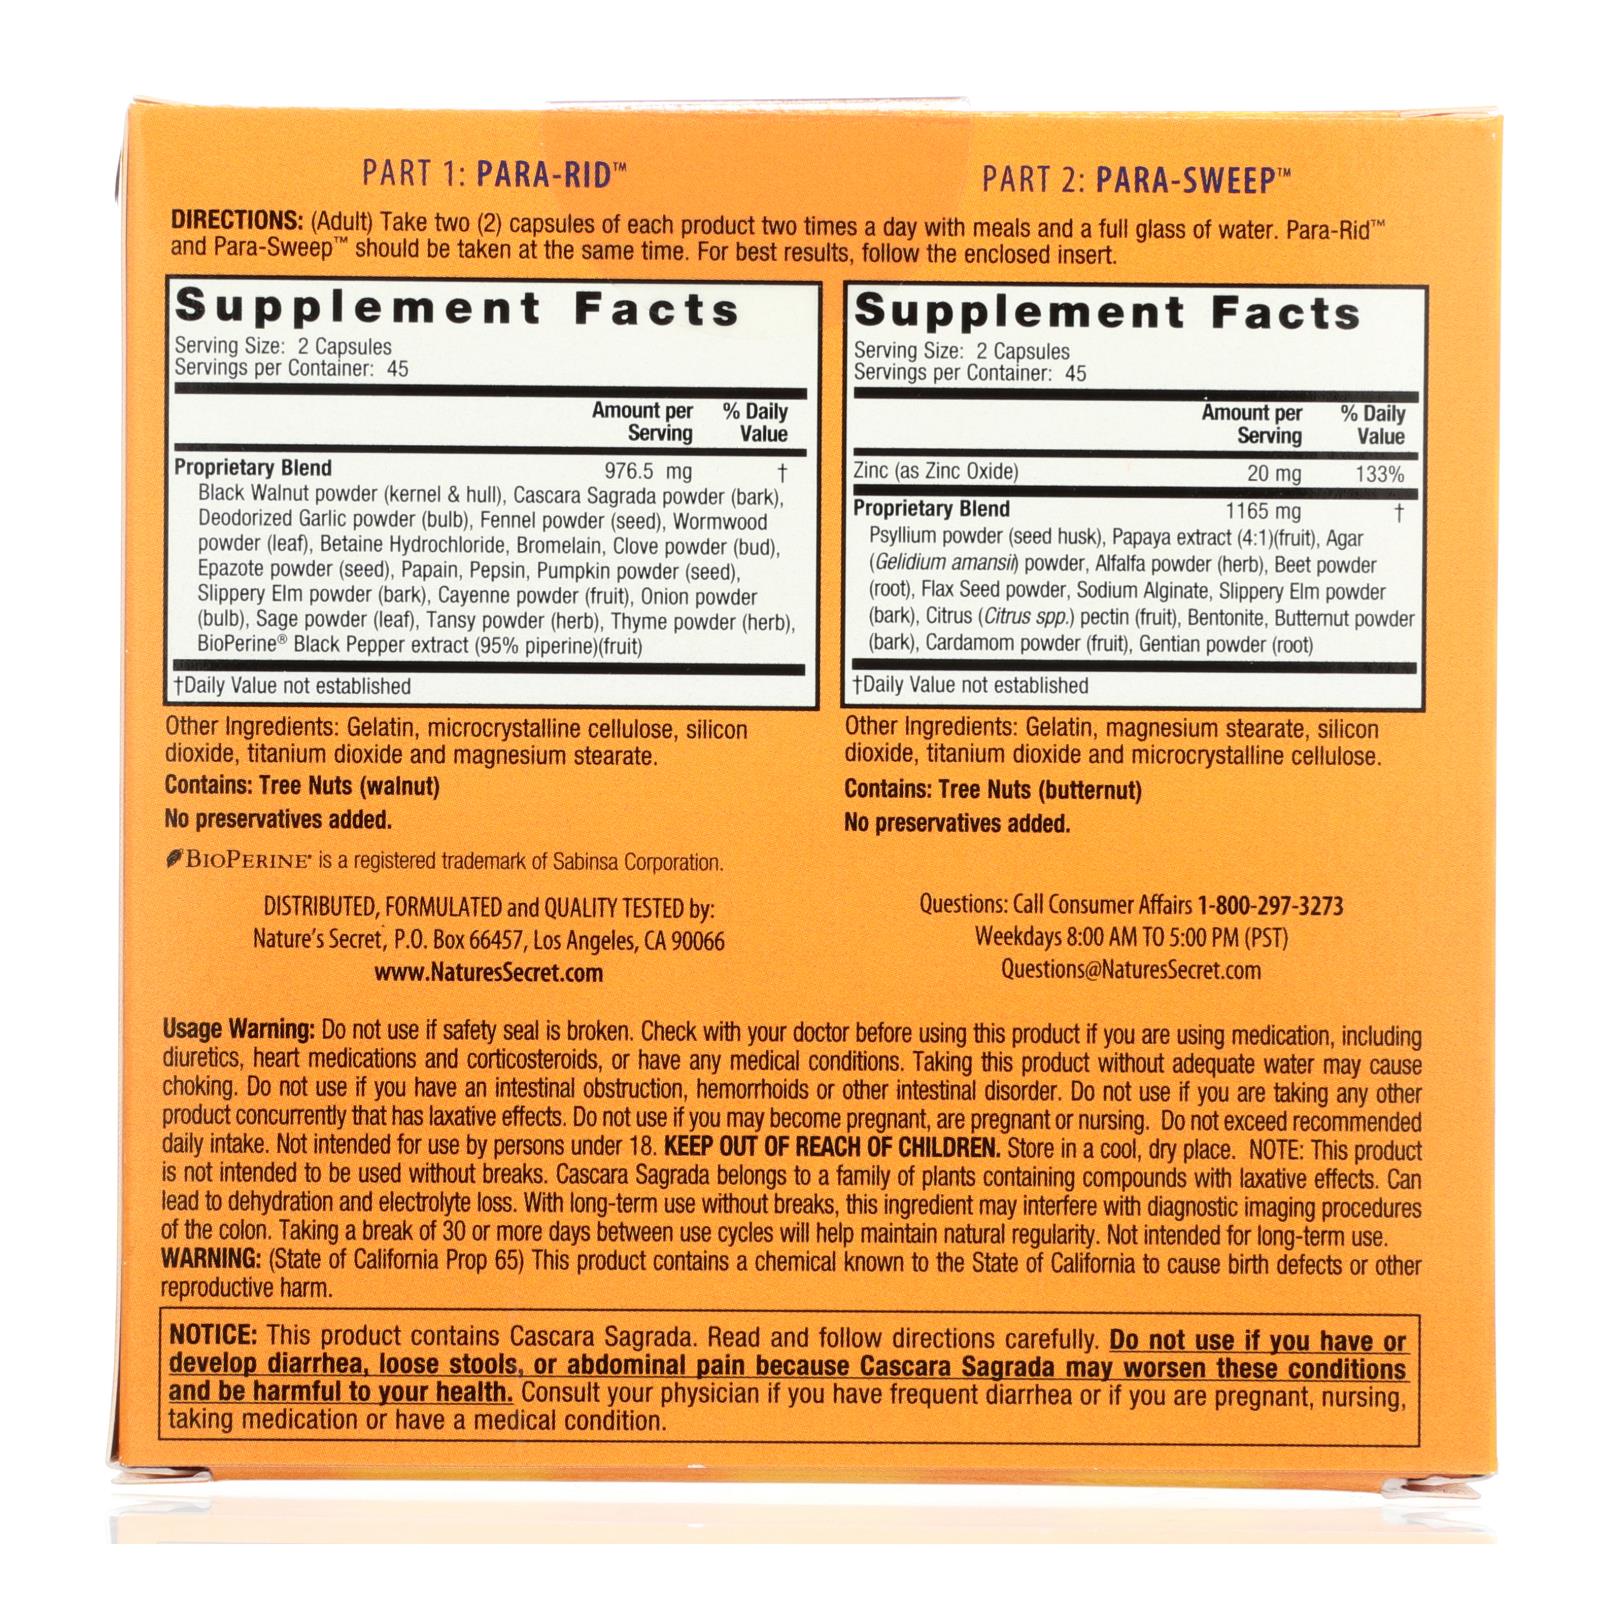 PART 1: PARA-RID™
PART 2: PARA-SWEEP™
DIRECTIONS: (Adult) Take two (2) capsules of each product two times a day with meals and a full glass of water. Para-Rid™
and Para-Sweep™ should be taken at the same time. For best results, follow the enclosed insert.
Supplement Facts
Serving Size: 2 Capsules
Servings per Container: 45
Amount per % Daily
Serving Value
Proprietary Blend 976.5 mg †
Black Walnut powder (kernel & hull), Cascara Sagrada powder (bark),
Deodorized Garlic powder (bulb), Fennel powder (seed), Wormwood
powder (leaf), Betaine Hydrochloride, Bromelain, Clove powder (bud),
Epazote powder (seed), Papain, Pepsin, Pumpkin powder (seed),
Slippery Elm powder (bark), Cayenne powder (fruit), Onion powder
(bulb), Sage powder (leaf), Tansy powder (herb), Thyme powder (herb),
BioPerine® Black Pepper extract (95% piperine)(fruit)
†Daily Value not established
Other Ingredients: Gelatin, microcrystalline cellulose, silicon
dioxide, titanium dioxide and magnesium stearate.
Contains: Tree Nuts (walnut)
No preservatives added.
BIOPERINE® is a registered trademark of Sabinsa Corporation.
Supplement Facts
Serving Size: 2 Capsules
Servings per Container: 45
Amount per % Daily
Serving Value
Zinc (as Zinc Oxide) 20 mg 133%
Proprietary Blend 1165 mg †
Psyllium powder (seed husk), Papaya extract (4:1)(fruit), Agar
(Gelidium amansii) powder, Alfalfa powder (herb), Beet powder
(root), Flax Seed powder, Sodium Alginate, Slippery Elm powder
(bark), Citrus (Citrus spp.) pectin (fruit), Bentonite, Butternut powder
(bark), Cardamom powder (fruit), Gentian powder (root)
†Daily Value not established
Other Ingredients: Gelatin, magnesium stearate, silicon
dioxide, titanium dioxide and microcrystalline cellulose.
Contains: Tree Nuts (butternut)
No preservatives added.
DISTRIBUTED, FORMULATED and QUALITY TESTED by:
Nature's Secret, P.O. Box 66457, Los Angeles, CA 90066
www.NaturesSecret.com
Questions: Call Consumer Affairs 1-800-297-3273
Weekdays 8:00 AM TO 5:00 PM (PST)
Questions@NaturesSecret.com
Usage Warning: Do not use if safety seal is broken. Check with your doctor before using this product if you are using medication, including
diuretics, heart medications and corticosteroids, or have any medical conditions. Taking this product without adequate water may cause
choking. Do not use if you have an intestinal obstruction, hemorrhoids or other intestinal disorder. Do not use if you are taking any other
product concurrently that has laxative effects. Do not use if you may become pregnant, are pregnant or nursing. Do not exceed recommended
daily intake. Not intended for use by persons under 18. KEEP OUT OF REACH OF CHILDREN. Store in a cool, dry place. NOTE: This product
is not intended to be used without breaks. Cascara Sagrada belongs to a family of plants containing compounds with laxative effects. Can
lead to dehydration and electrolyte loss. With long-term use without breaks, this ingredient may interfere with diagnostic imaging procedures
of the colon. Taking a break of 30 or more days between use cycles will help maintain natural regularity. Not intended for long-term use.
WARNING: (State of California Prop 65) This product contains a chemical known to the State of California to cause birth defects or other
reproductive harm.
NOTICE: This product contains Cascara Sagrada. Read and follow directions carefully. Do not use if you have or
develop diarrhea, loose stools, or abdominal pain because Cascara Sagrada may worsen these conditions
and be harmful to your health. Consult your physician if you have frequent diarrhea or if you are pregnant, nursing,
taking medication or have a medical condition.